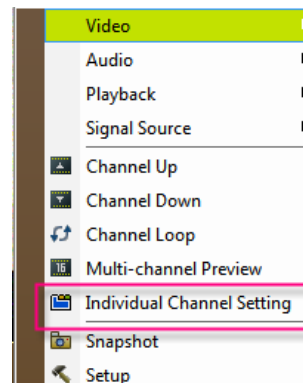 Video
Audio
Playback
Signal Source
Channel Up
Channel Down
Channel Loop
16 Multi-channel Preview
Individual Channel Setting
Snapshot
Setup